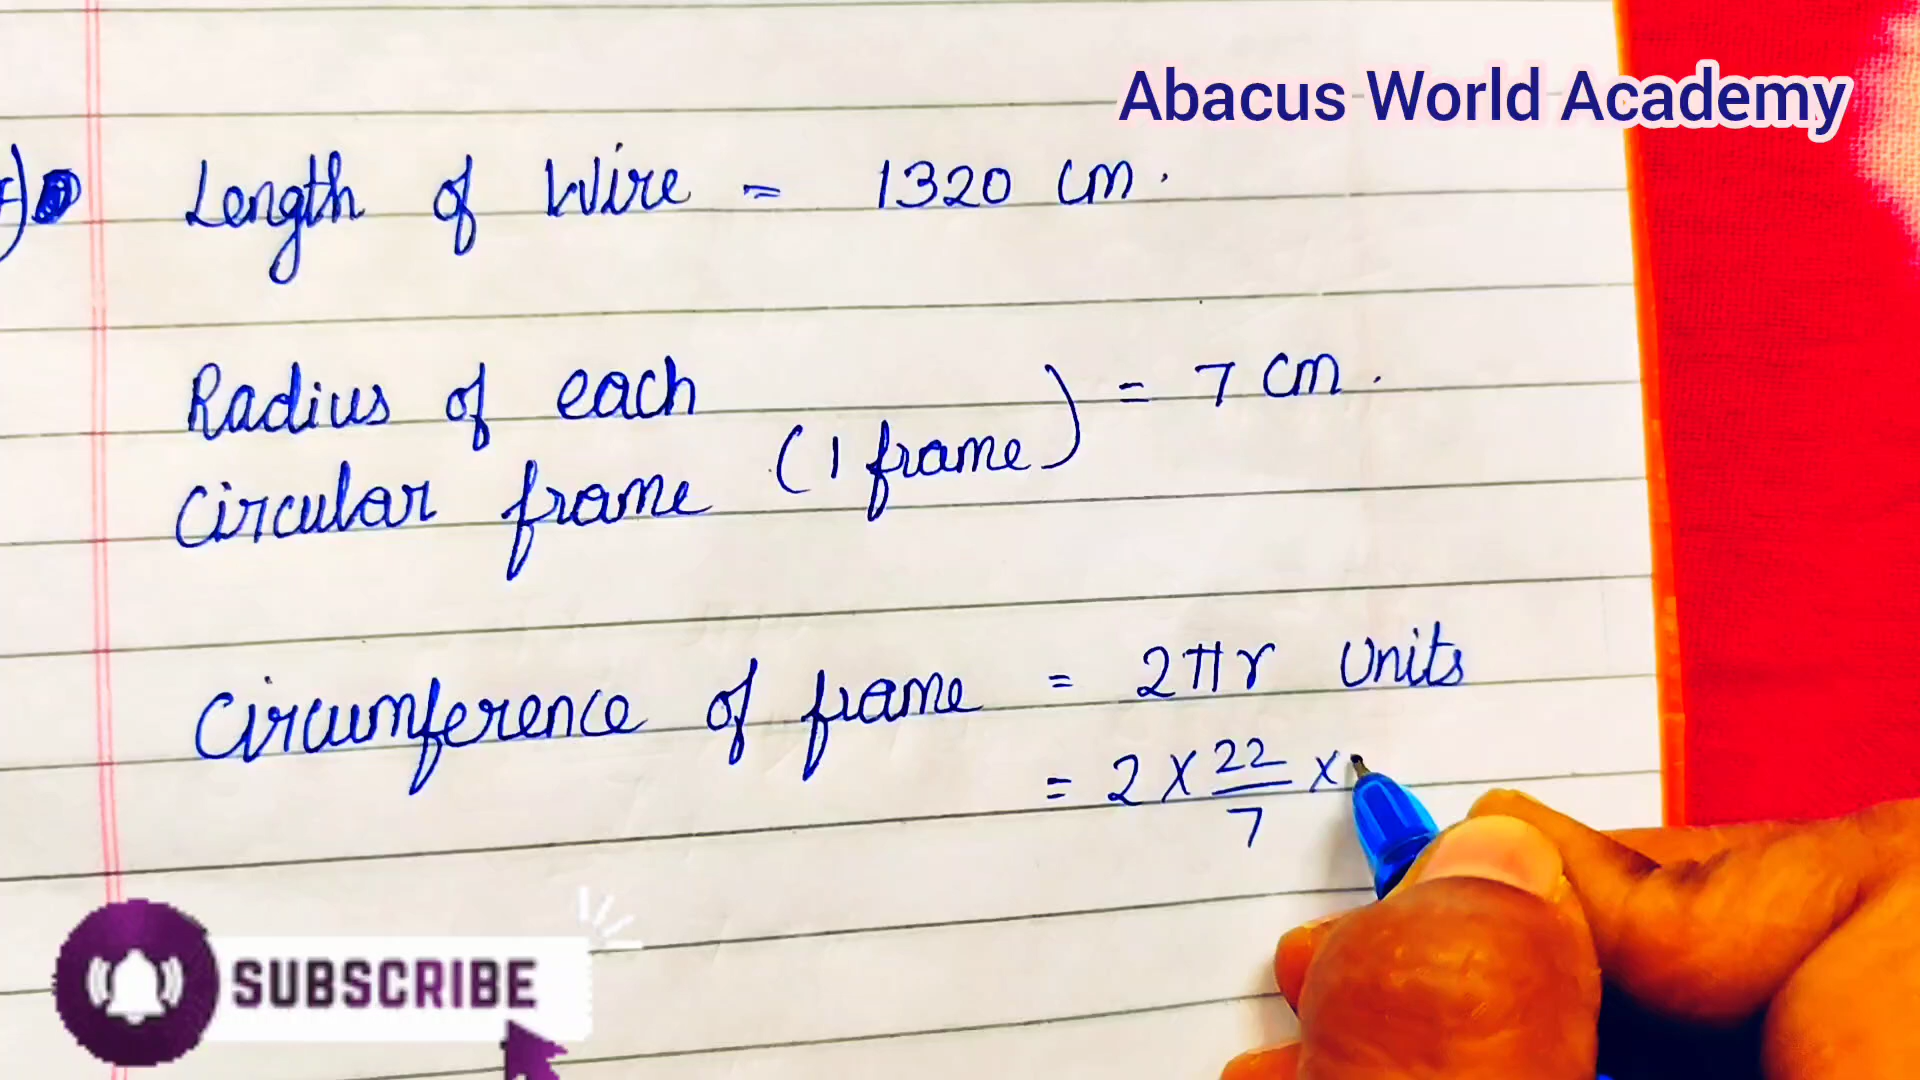 Abacus World Academy
Length of Wire = 1320 cm.
Radius of each
circular frame (1 frame) = 7 cm.
Circumference of frame = 2πr Units
= 2 × 22/7 ×
SUBSCRIBE